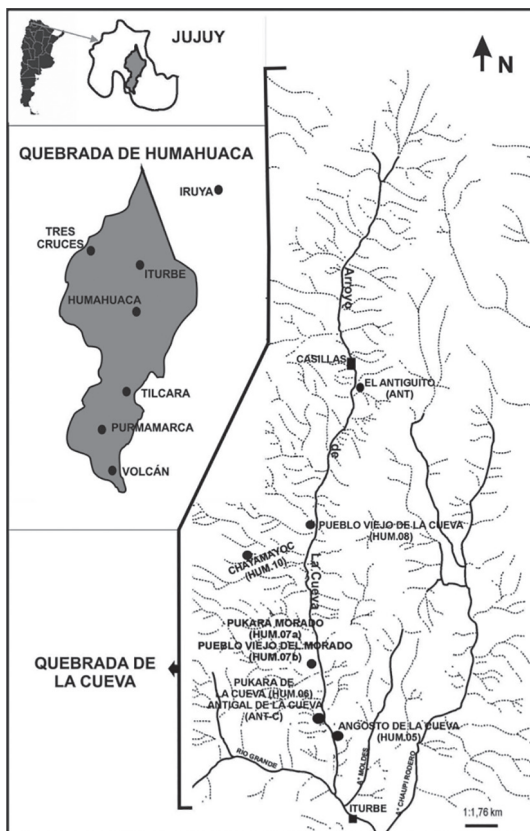 JUJUY
N
QUEBRADA DE HUMAHUACA
IRUYA
TRES
CRUCES
ITURBE
HUMAHUACA
TILCARA
PURMAMARCA
VOLCÁN
Arroyo
de
La Cueva
CASILLAS
EL ANTIGUITO
(ANT)
PUEBLO VIEJO DE LA CUEVA
(HUM.08)
CHAYAMAYOC
(HUM.10)
PUKARA MORADO
(HUM.07a)
PUEBLO VIEJO DEL MORADO
(HUM.07b)
QUEBRADA DE
LA CUEVA
PUKARA DE
LA CUEVA (HUM.06)
ANTIGAL DE LA CUEVA
(ANT-C)
ANGOSTO DE LA CUEVA
(HUM.05)
RIO GRANDE
A° MOLDES
A° CHAUPI RODERO
ITURBE
1:1,76 km